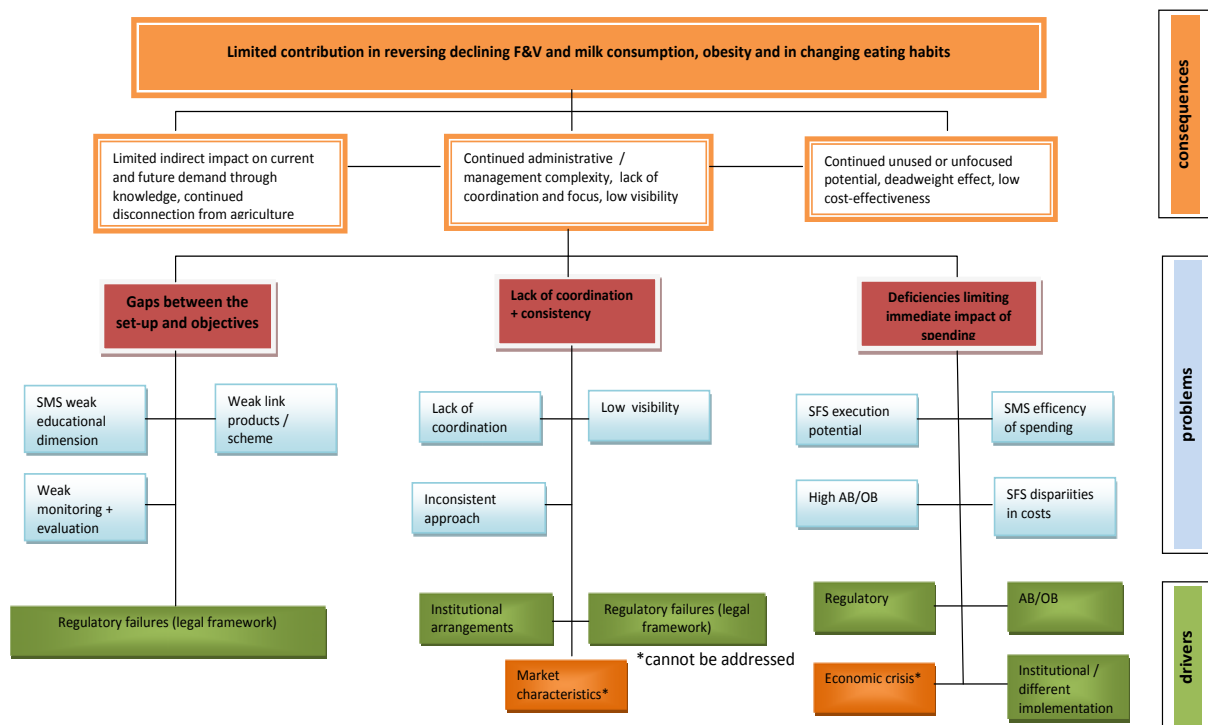 Limited contribution in reversing declining F&V and milk consumption, obesity and in changing eating habits
consequences
Limited indirect impact on current
and future demand through
knowledge, continued
disconnection from agriculture
Continued administrative /
management complexity, lack of
coordination and focus, low visibility
Continued unused or unfocused
potential, deadweight effect, low
cost-effectiveness
Gaps between the
set-up and objectives
Lack of coordination
+ consistency
Deficiencies limiting
immediate impact of
spending
problems
SMS weak
educational
dimension
Weak link
products /
scheme
Weak
monitoring +
evaluation
Lack of
coordination
Low visibility
Inconsistent
approach
SFS execution
potential
SMS efficency
of spending
High AB/OB
SFS dispariities
in costs
drivers
Regulatory failures (legal framework)
Institutional
arrangements
Regulatory failures (legal
framework)
*cannot be addressed
Market
characteristics*
Regulatory
AB/OB
Economic crisis*
Institutional /
different
implementation